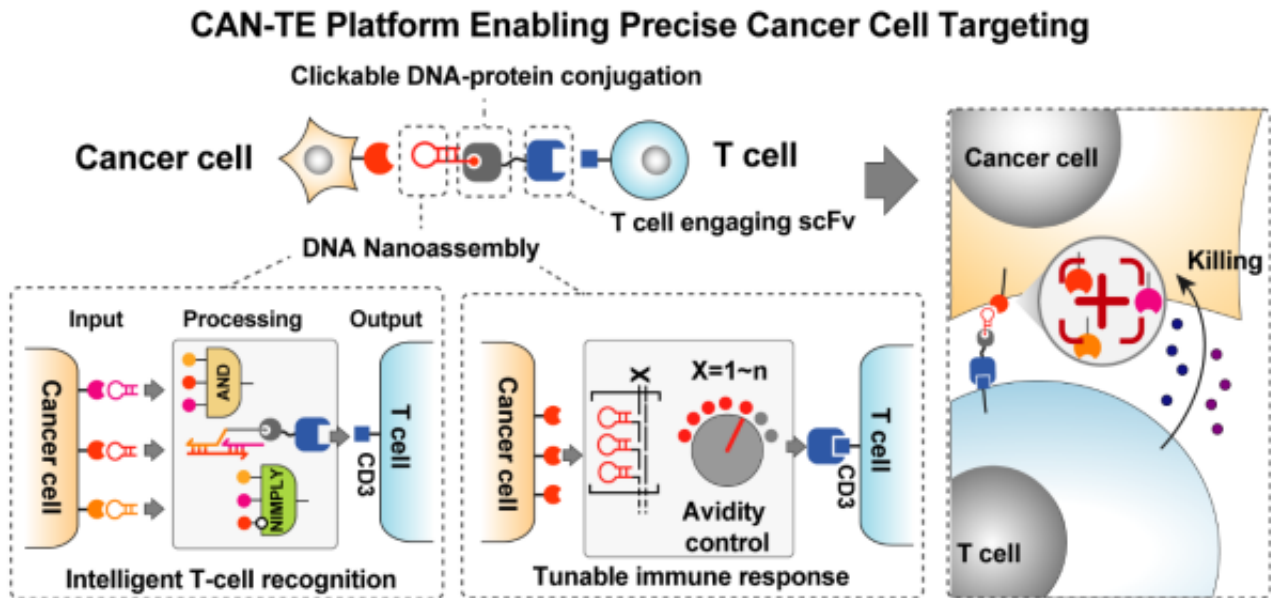 CAN-TE Platform Enabling Precise Cancer Cell Targeting
Clickable DNA-protein conjugation
Cancer cell
T cell
T cell engaging scFv
DNA Nanoassembly
Input
Processing
Output
Cancer cell
AND
NIMPLY
CD3
T cell
Intelligent T-cell recognition
Cancer cell
X
X=1~n
Avidity
control
CD3
T cell
Tunable immune response
Cancer cell
Killing
T cell